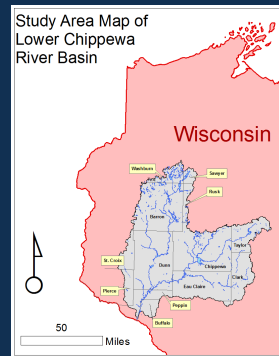 Study Area Map of
Lower Chippewa
River Basin
Wisconsin
Washburn
Sawyer
Rusk
Barron
Taylor
St. Croix
Dunn
Chippewa
Clark
Eau Claire
Pierce
Pepin
Buffalo
50
Miles